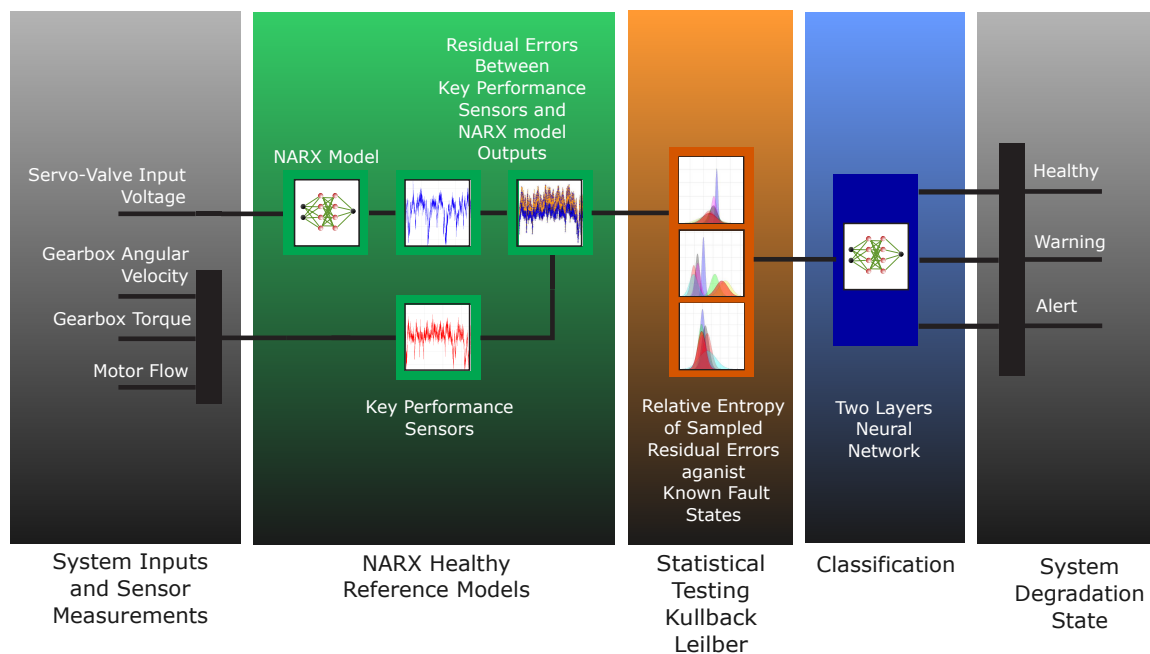 Servo-Valve Input
Voltage
Gearbox Angular
Velocity
Gearbox Torque
Motor Flow
System Inputs
and Sensor
Measurements
NARX Model
Residual Errors
Between
Key Performance
Sensors and
NARX model
Outputs
Key Performance
Sensors
NARX Healthy
Reference Models
Relative Entropy
of Sampled
Residual Errors
aganist
Known Fault
States
Statistical
Testing
Kullback
Leilber
Two Layers
Neural
Network
Classification
Healthy
Warning
Alert
System
Degradation
State